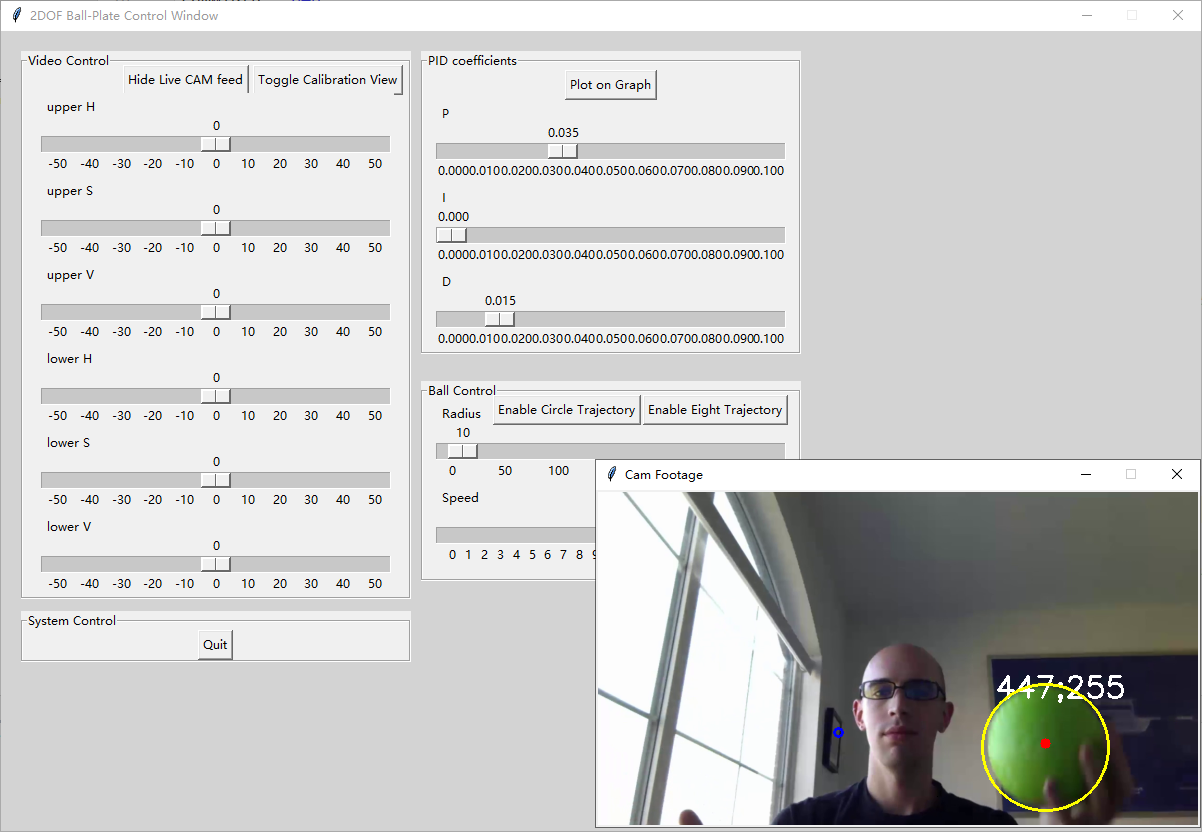 2DOF Ball-Plate Control Window
Video Control
Hide Live CAM feed Toggle Calibration View
upper H
0
-50 -40 -30 -20 -10 0 10 20 30 40 50
upper S
0
-50 -40 -30 -20 -10 0 10 20 30 40 50
upper V
0
-50 -40 -30 -20 -10 0 10 20 30 40 50
lower H
0
-50 -40 -30 -20 -10 0 10 20 30 40 50
lower S
0
-50 -40 -30 -20 -10 0 10 20 30 40 50
lower V
0
-50 -40 -30 -20 -10 0 10 20 30 40 50
System Control
Quit
PID coefficients
Plot on Graph
P
0.035
0.0000.0100.0200.0300.0400.0500.0600.0700.0800.0900.100
I
0.000
0.0000.0100.0200.0300.0400.0500.0600.0700.0800.0900.100
D
0.015
0.0000.0100.0200.0300.0400.0500.0600.0700.0800.0900.100
Ball Control
Radius Enable Circle Trajectory Enable Eight Trajectory
10
0 50 100
Speed
0 1 2 3 4 5 6 7 8
Cam Footage
447;255